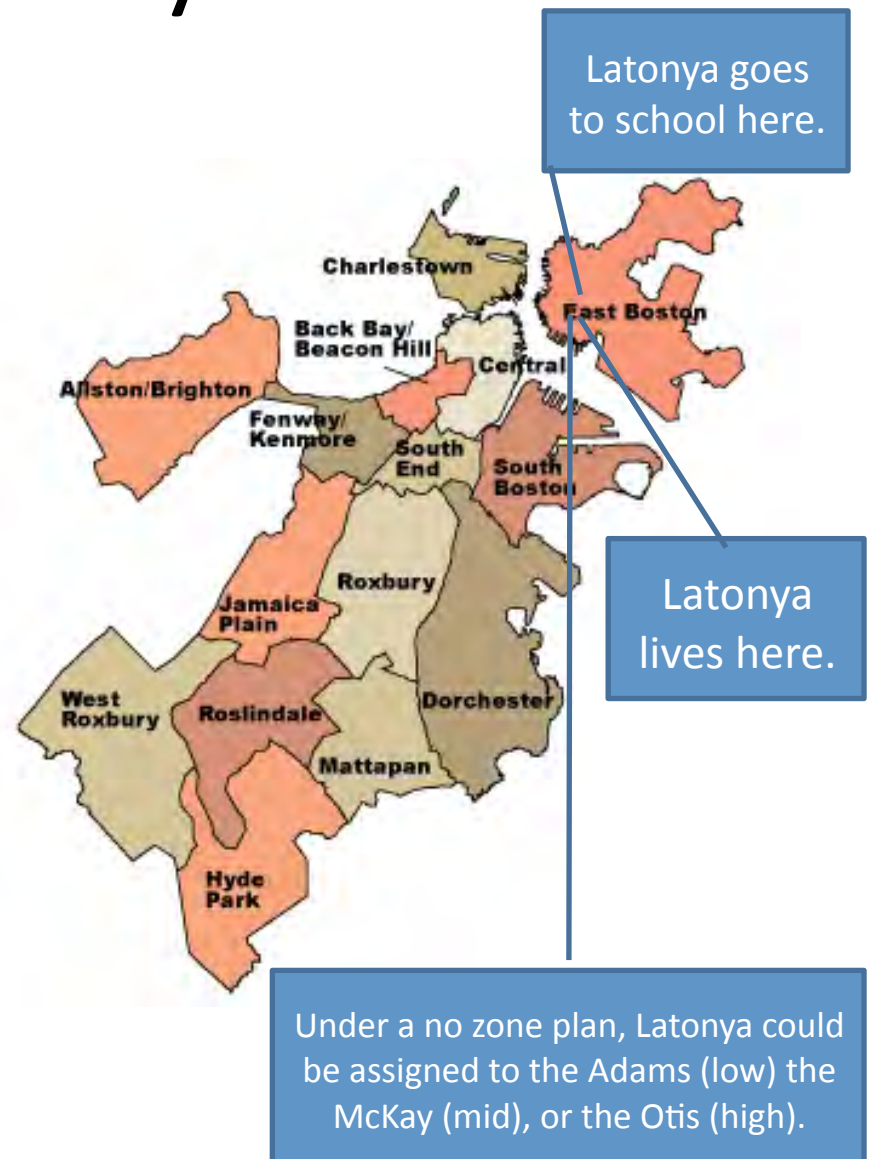 Latonya goes
to school here.
Charlestown
East Boston
Back Bay/
Beacon Hill
Central
Allston/Brighton
Fenway/
Kenmore
South
End
South
Boston
Latonya
lives here.
Roxbury
Jamaica
Plain
West
Roxbury
Roslindale
Dorchester
Mattapan
Hyde
Park
Under a no zone plan, Latonya could
be assigned to the Adams (low) the
McKay (mid), or the Otis (high).